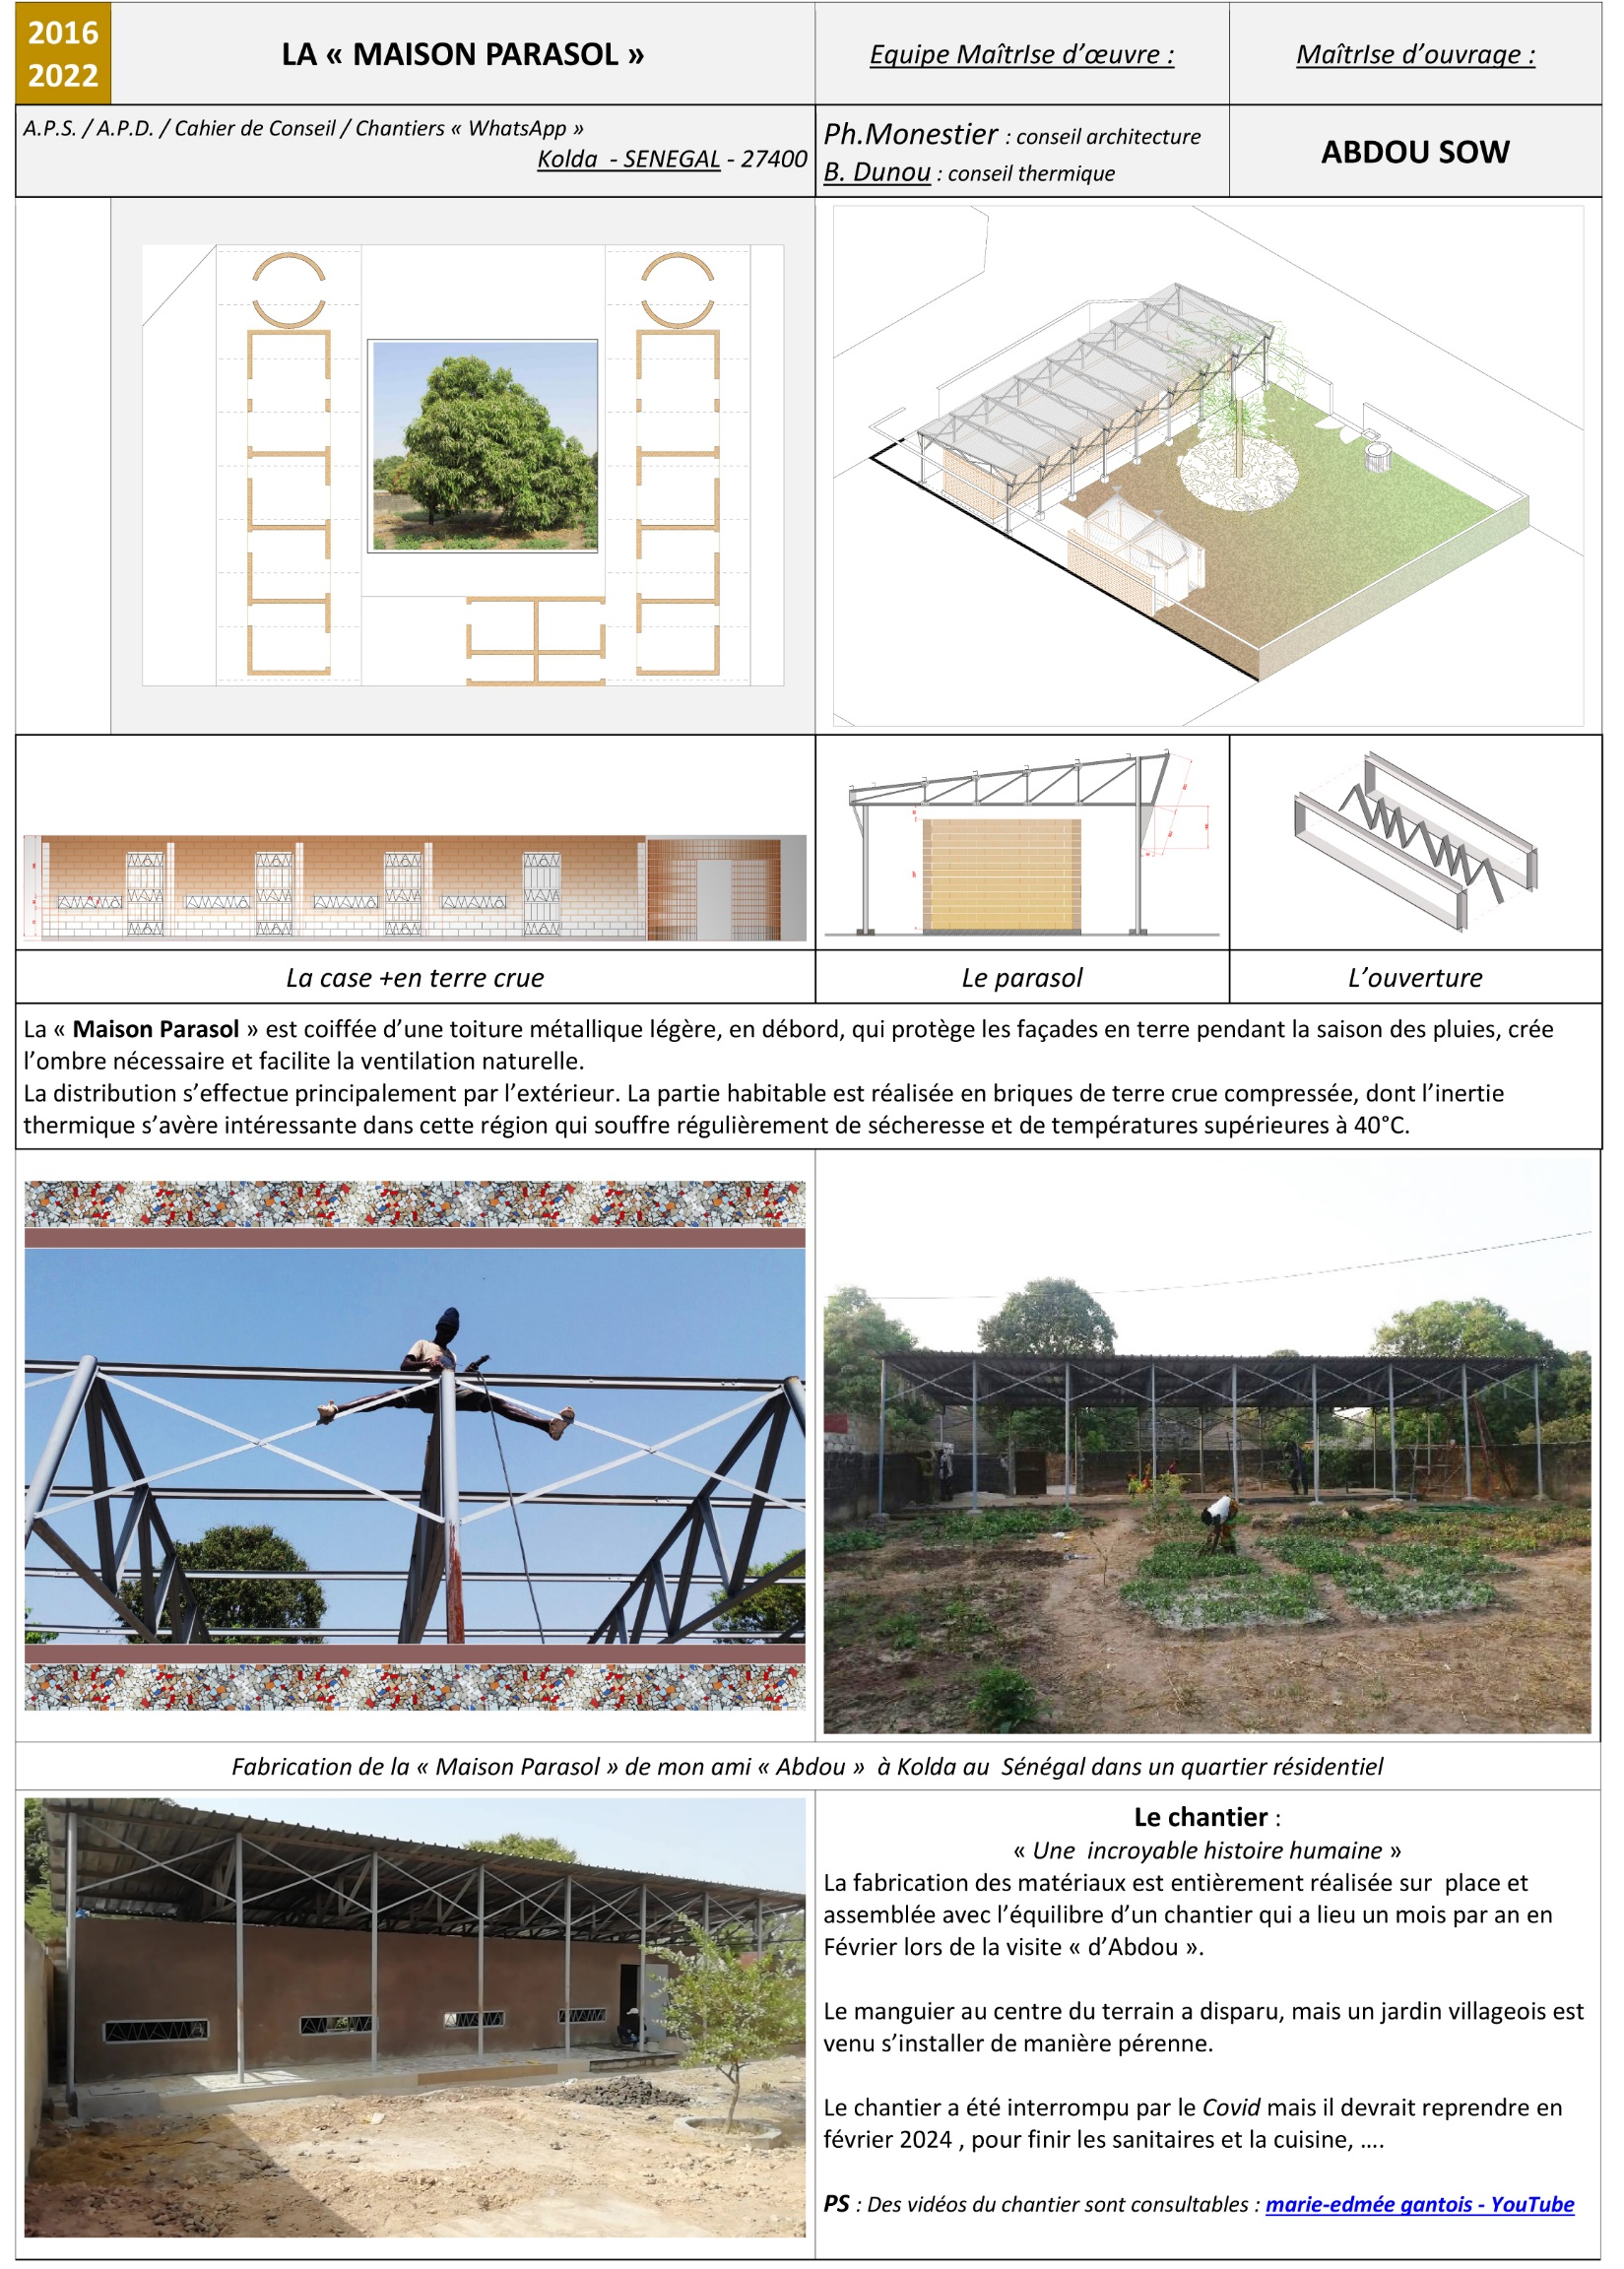 2016
2022
LA « MAISON PARASOL »
Equipe MaîtrIse d’œuvre :
MaîtrIse d’ouvrage :
A.P.S. / A.P.D. / Cahier de Conseil / Chantiers « WhatsApp »
Kolda - SENEGAL - 27400
Ph.Monestier : conseil architecture
B. Dunou : conseil thermique
ABDOU SOW
La case +en terre crue
Le parasol
L’ouverture
La « Maison Parasol » est coiffée d’une toiture métallique légère, en débord, qui protège les façades en terre pendant la saison des pluies, crée
l’ombre nécessaire et facilite la ventilation naturelle.
La distribution s’effectue principalement par l’extérieur. La partie habitable est réalisée en briques de terre crue compressée, dont l’inertie
thermique s’avère intéressante dans cette région qui souffre régulièrement de sécheresse et de températures supérieures à 40°C.
Fabrication de la « Maison Parasol » de mon ami « Abdou » à Kolda au Sénégal dans un quartier résidentiel
Le chantier :
« Une incroyable histoire humaine »
La fabrication des matériaux est entièrement réalisée sur place et
assemblée avec l’équilibre d’un chantier qui a lieu un mois par an en
Février lors de la visite « d’Abdou ».
Le manguier au centre du terrain a disparu, mais un jardin villageois est
venu s’installer de manière pérenne.
Le chantier a été interrompu par le Covid mais il devrait reprendre en
février 2024 , pour finir les sanitaires et la cuisine, ….
PS : Des vidéos du chantier sont consultables : marie-edmée gantois - YouTube